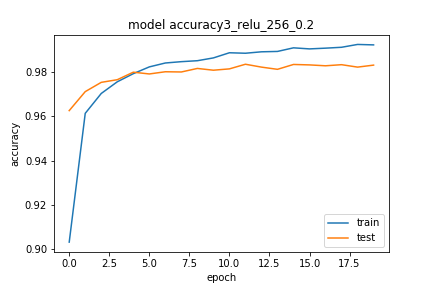 model accuracy3_relu_256_0.2
accuracy
0.98
0.96
0.94
0.92
0.90
0.0 2.5 5.0 7.5 10.0 12.5 15.0 17.5
epoch
train
test